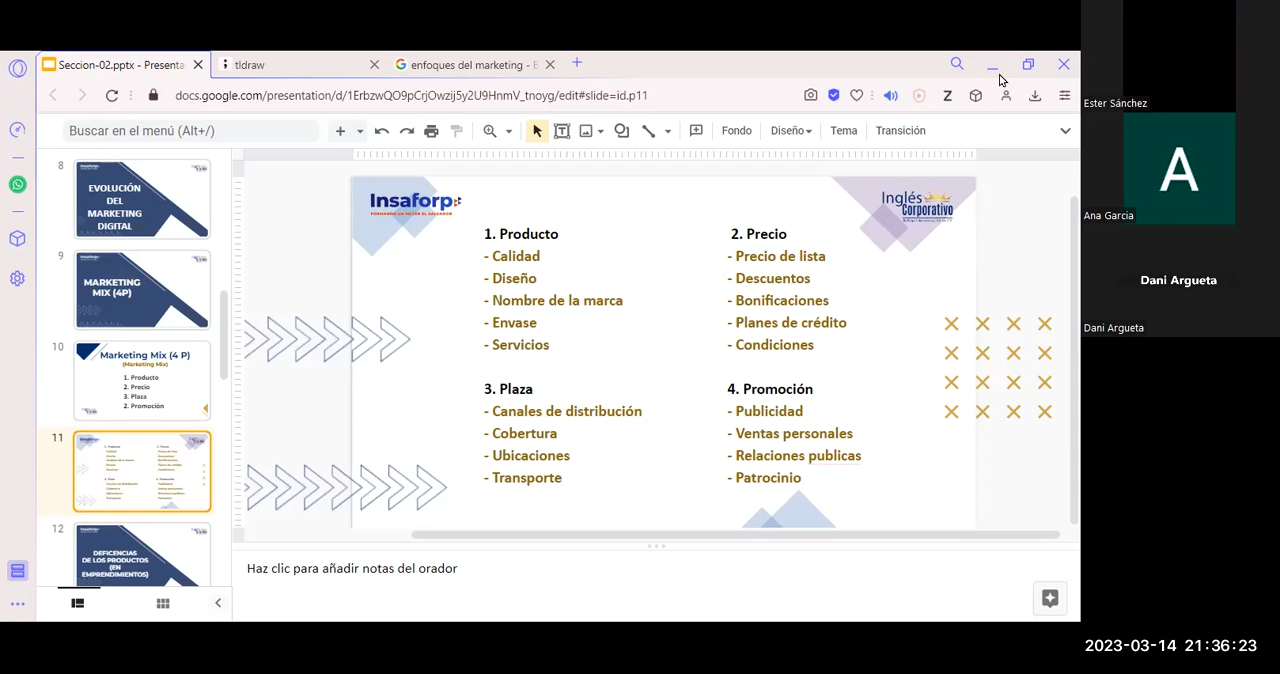 Seccion-02.pptx - Presenta
tldraw
enfoques del marketing - B
docs.google.com/presentation/d/1ErbzwQO9pCrjOwzij5y2U9HnmV_tnoyg/edit#slide=id.p11
Buscar en el menú (Alt+/)
Fondo
Diseño
Tema
Transición
8
EVOLUCIÓN
DEL
MARKETING
DIGITAL
9
MARKETING
MIX (4P)
10
Marketing Mix (4 P)
(Marketing Mix)
1. Producto
2. Precio
3. Plaza
2. Promoción
11
12
DEFICENCIAS
DE LOS PRODUCTOS
(EN
EMPRENDIMIENTOS)
Insaforp
FORMANDO UN MEJOR EL SALVADOR
Inglés
Corporativo
1. Producto
- Calidad
- Diseño
- Nombre de la marca
- Envase
- Servicios
2. Precio
- Precio de lista
- Descuentos
- Bonificaciones
- Planes de crédito
- Condiciones
3. Plaza
- Canales de distribución
- Cobertura
- Ubicaciones
- Transporte
4. Promoción
- Publicidad
- Ventas personales
- Relaciones publicas
- Patrocinio
Haz clic para añadir notas del orador
Ester Sánchez
A
Ana Garcia
Dani Argueta
Dani Argueta
2023-03-14 21:36:23